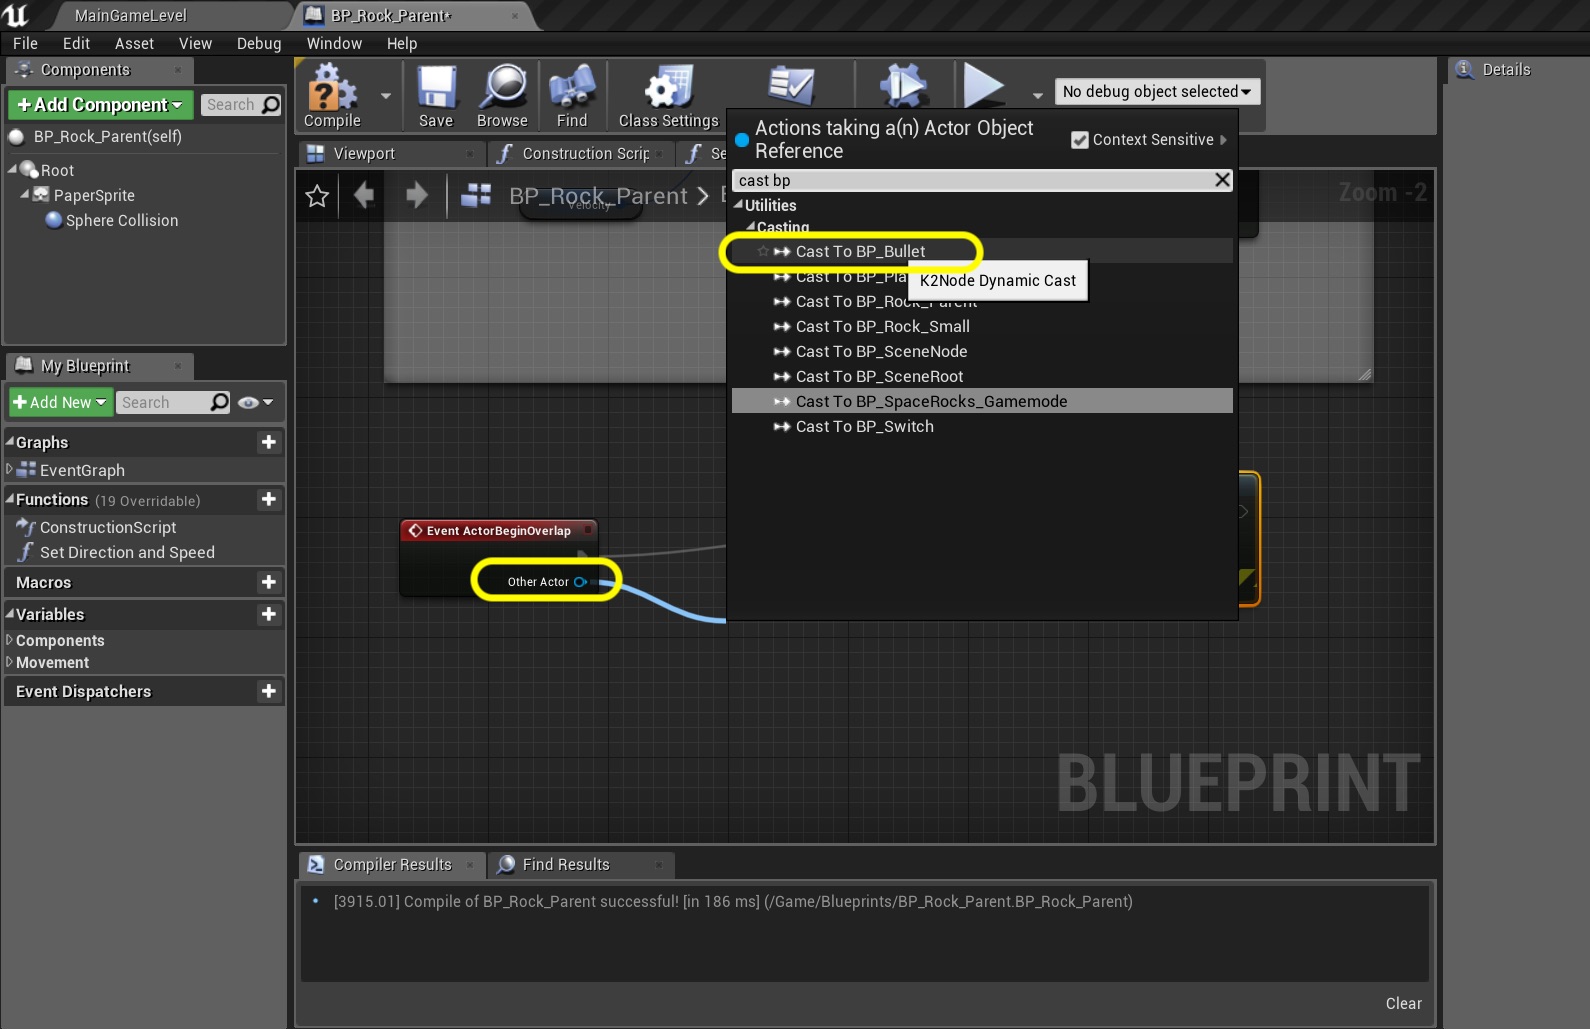 MainGameLevel
BP_Rock_Parent*
File Edit Asset View Debug Window Help
Components
+Add Component
Search
BP_Rock_Parent(self)
Root
PaperSprite
Sphere Collision
My Blueprint
+Add New
Search
Graphs
EventGraph
Functions (19 Overridable)
ConstructionScript
Set Direction and Speed
Macros
Variables
Components
Movement
Event Dispatchers
Compile
Save
Browse
Find
Class Settings
No debug object selected
Viewport
Construction Scrip
Se
BP_Rock_Parent >
Velocity
Zoom -2
Actions taking a(n) Actor Object
Reference
Context Sensitive
cast bp
Utilities
Casting
Cast To BP_Bullet
Cast To BP_Pla
K2Node Dynamic Cast
Cast To BP_Rock_Parent
Cast To BP_Rock_Small
Cast To BP_SceneNode
Cast To BP_SceneRoot
Cast To BP_SpaceRocks_Gamemode
Cast To BP_Switch
Event ActorBeginOverlap
Other Actor
BLUEPRINT
Compiler Results
Find Results
[3915.01] Compile of BP_Rock_Parent successful! [in 186 ms] (/Game/Blueprints/BP_Rock_Parent.BP_Rock_Parent)
Clear
Details